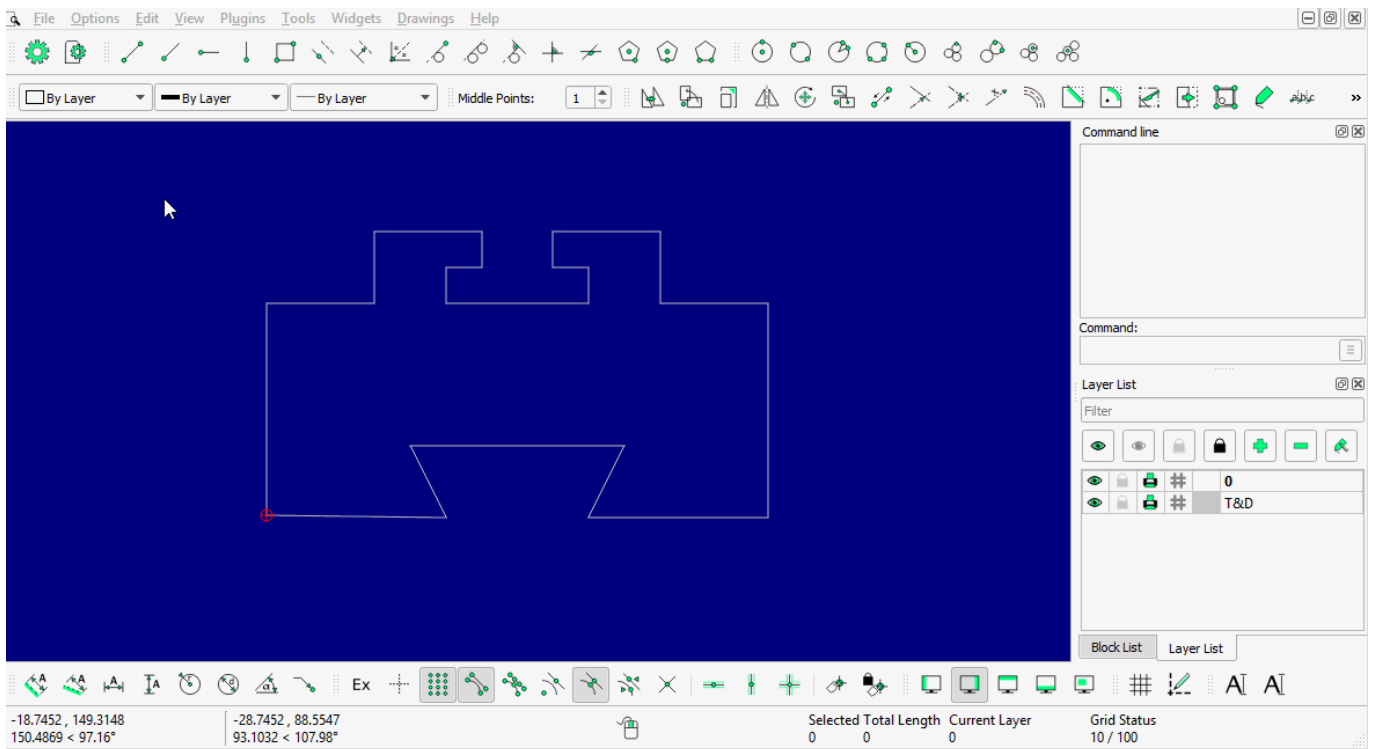 File Options Edit View Plugins Tools Widgets Drawings Help
By Layer By Layer By Layer Middle Points: 1 abc »
Command line
Command:
Layer List
Filter
0
T&D
Block List Layer List
A A A A α Ex A A
-18.7452 , 149.3148 -28.7452 , 88.5547 Selected Total Length Current Layer Grid Status
150.4869 < 97.16° 93.1032 < 107.98° 0 0 0 10 / 100